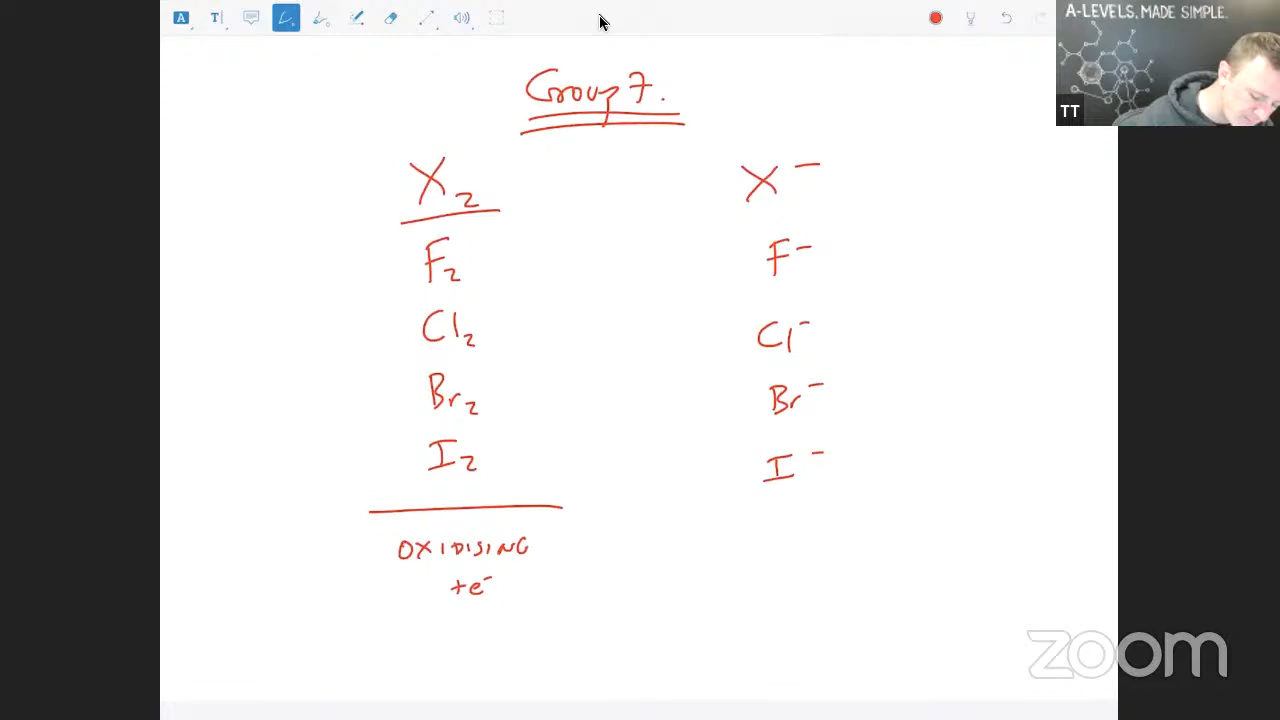 A-LEVELS, MADE SIMPLE.
A
T
TT
Group 7.
X₂ X⁻
F₂ F⁻
Cl₂ Cl⁻
Br₂ Br⁻
I₂ I⁻
OXIDISING
+e⁻
zoom